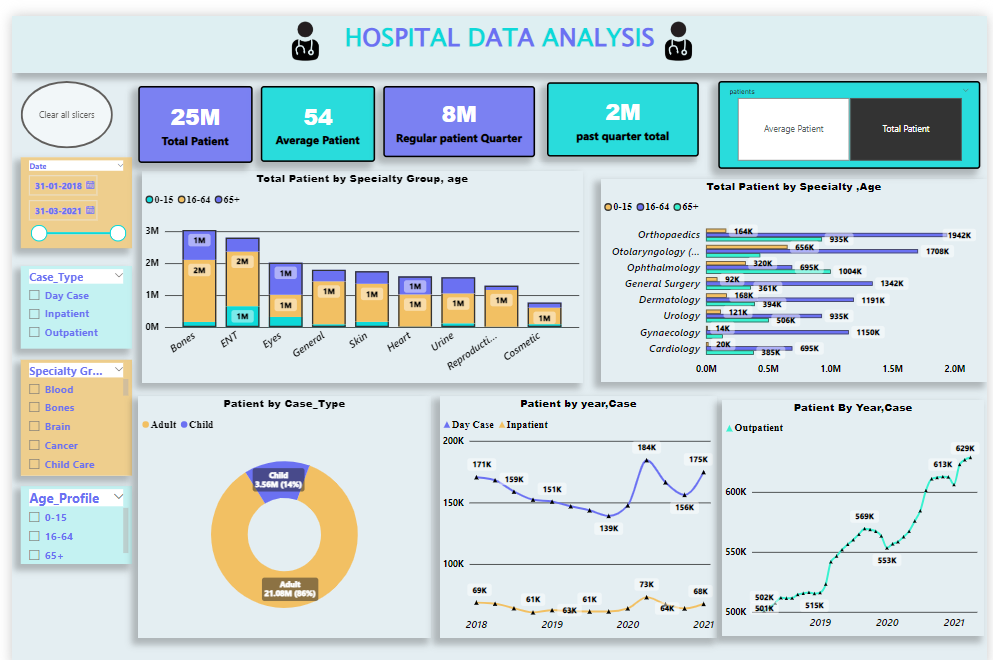 HOSPITAL DATA ANALYSIS
Clear all slicers
25M
Total Patient
54
Average Patient
8M
Regular patient Quarter
2M
past quarter total
patients
Average Patient
Total Patient
Date
31-01-2018
31-03-2021
Case_Type
Day Case
Inpatient
Outpatient
Specialty Gr...
Blood
Bones
Brain
Cancer
Child Care
Age_Profile
0-15
16-64
65+
Total Patient by Specialty Group, age
0-15 16-64 65+
3M
2M
1M
0M
1M
2M
2M
1M
1M
1M
1M
1M
1M
1M
1M
1M
1M
Bones
ENT
Eyes
General
Skin
Heart
Urine
Reproducti...
Cosmetic
Total Patient by Specialty ,Age
0-15 16-64 65+
Orthopaedics 164K 1942K 935K
Otolaryngology (... 656K 1708K
Ophthalmology 320K 695K 1004K
General Surgery 92K 1342K 361K
Dermatology 168K 1191K 394K
Urology 121K 935K 506K
Gynaecology 14K 1150K
Cardiology 20K 695K 385K
0.0M 0.5M 1.0M 1.5M 2.0M
Patient by Case_Type
Adult Child
Child
3.56M (14%)
Adult
21.08M (86%)
Patient by year,Case
Day Case Inpatient
200K
150K
100K
171K
159K
151K
139K
184K
156K
175K
69K
61K
63K
61K
73K
64K
68K
2018 2019 2020 2021
Patient By Year,Case
Outpatient
600K
550K
500K
502K
501K
515K
569K
553K
613K
629K
2019 2020 2021